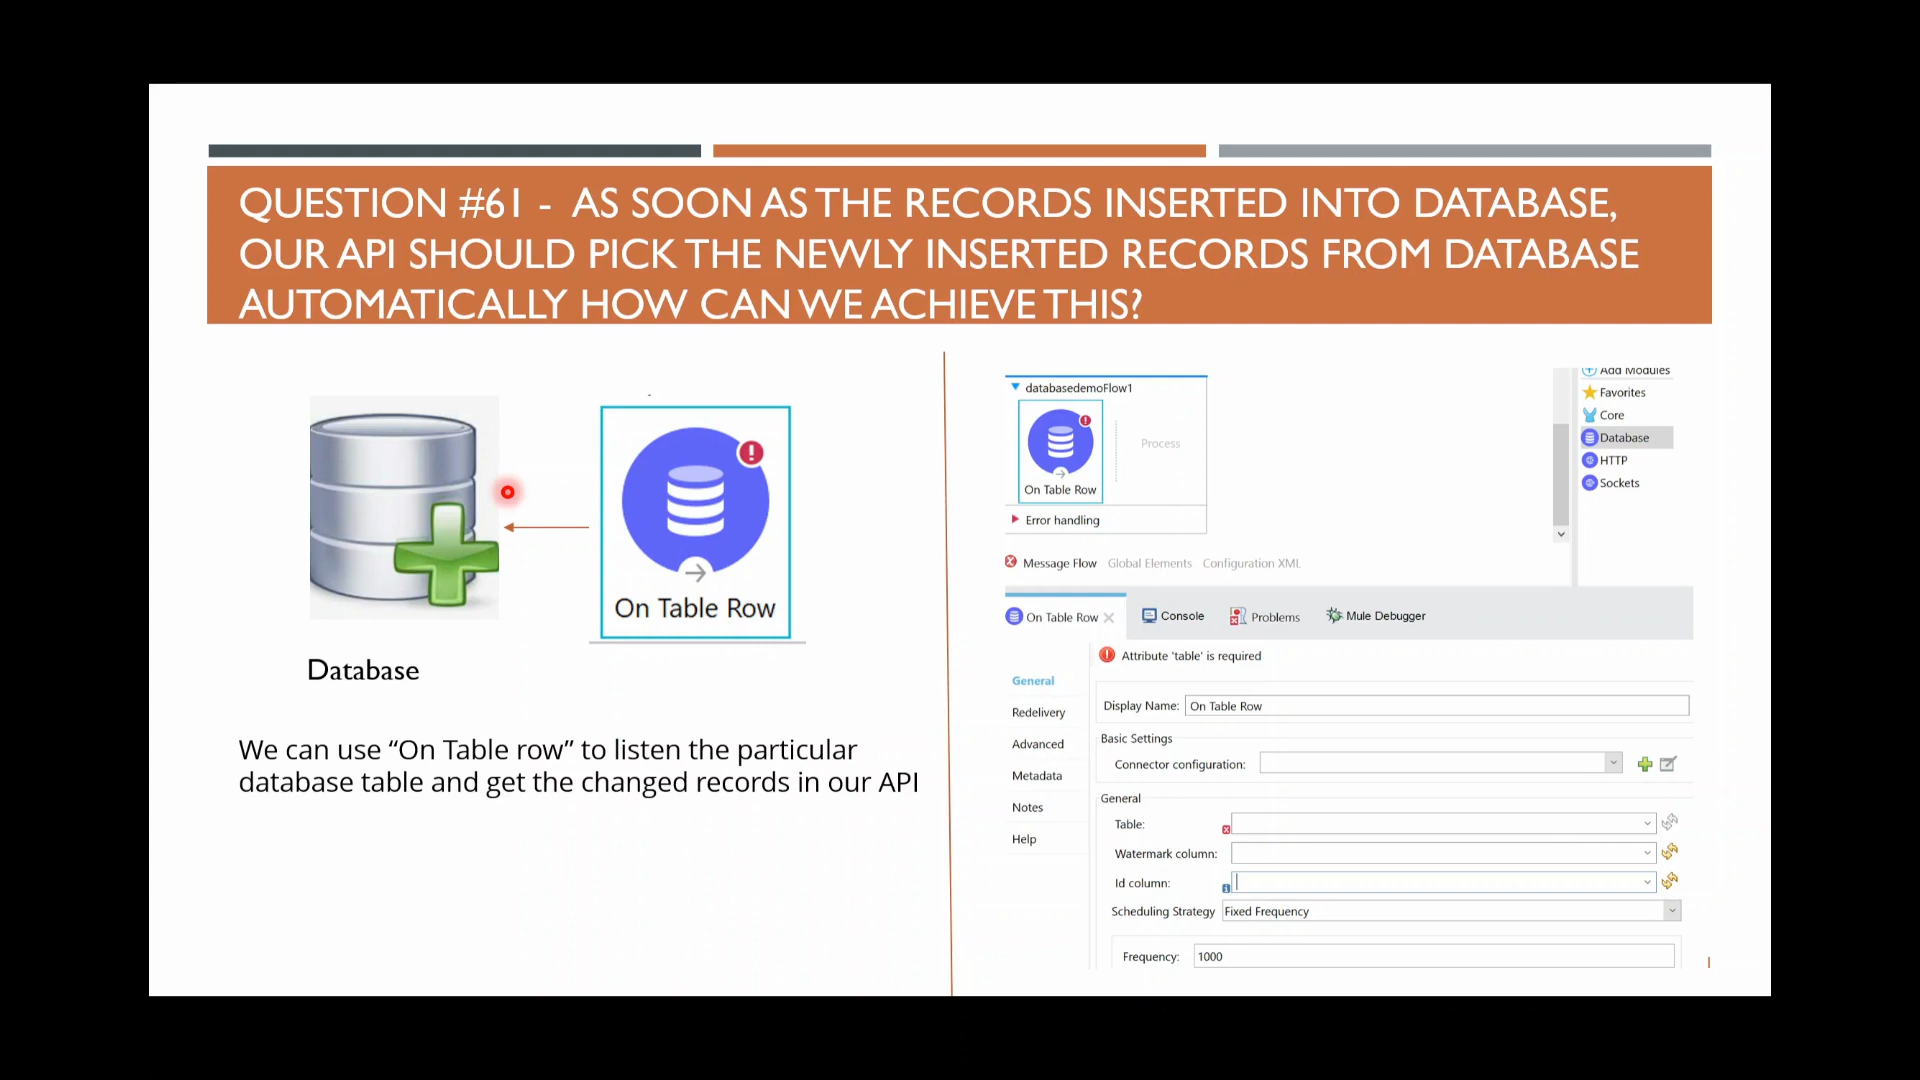 QUESTION #61 - AS SOON AS THE RECORDS INSERTED INTO DATABASE,
OUR API SHOULD PICK THE NEWLY INSERTED RECORDS FROM DATABASE
AUTOMATICALLY HOW CAN WE ACHIEVE THIS?
On Table Row
Database
We can use “On Table row” to listen the particular
database table and get the changed records in our API
databasedemoFlow1
Process
On Table Row
Error handling
Add Modules
Favorites
Core
Database
HTTP
Sockets
Message Flow Global Elements Configuration XML
On Table Row Console Problems Mule Debugger
Attribute 'table' is required
General
Redelivery
Advanced
Metadata
Notes
Help
Display Name: On Table Row
Basic Settings
Connector configuration:
General
Table:
Watermark column:
Id column:
Scheduling Strategy Fixed Frequency
Frequency: 1000